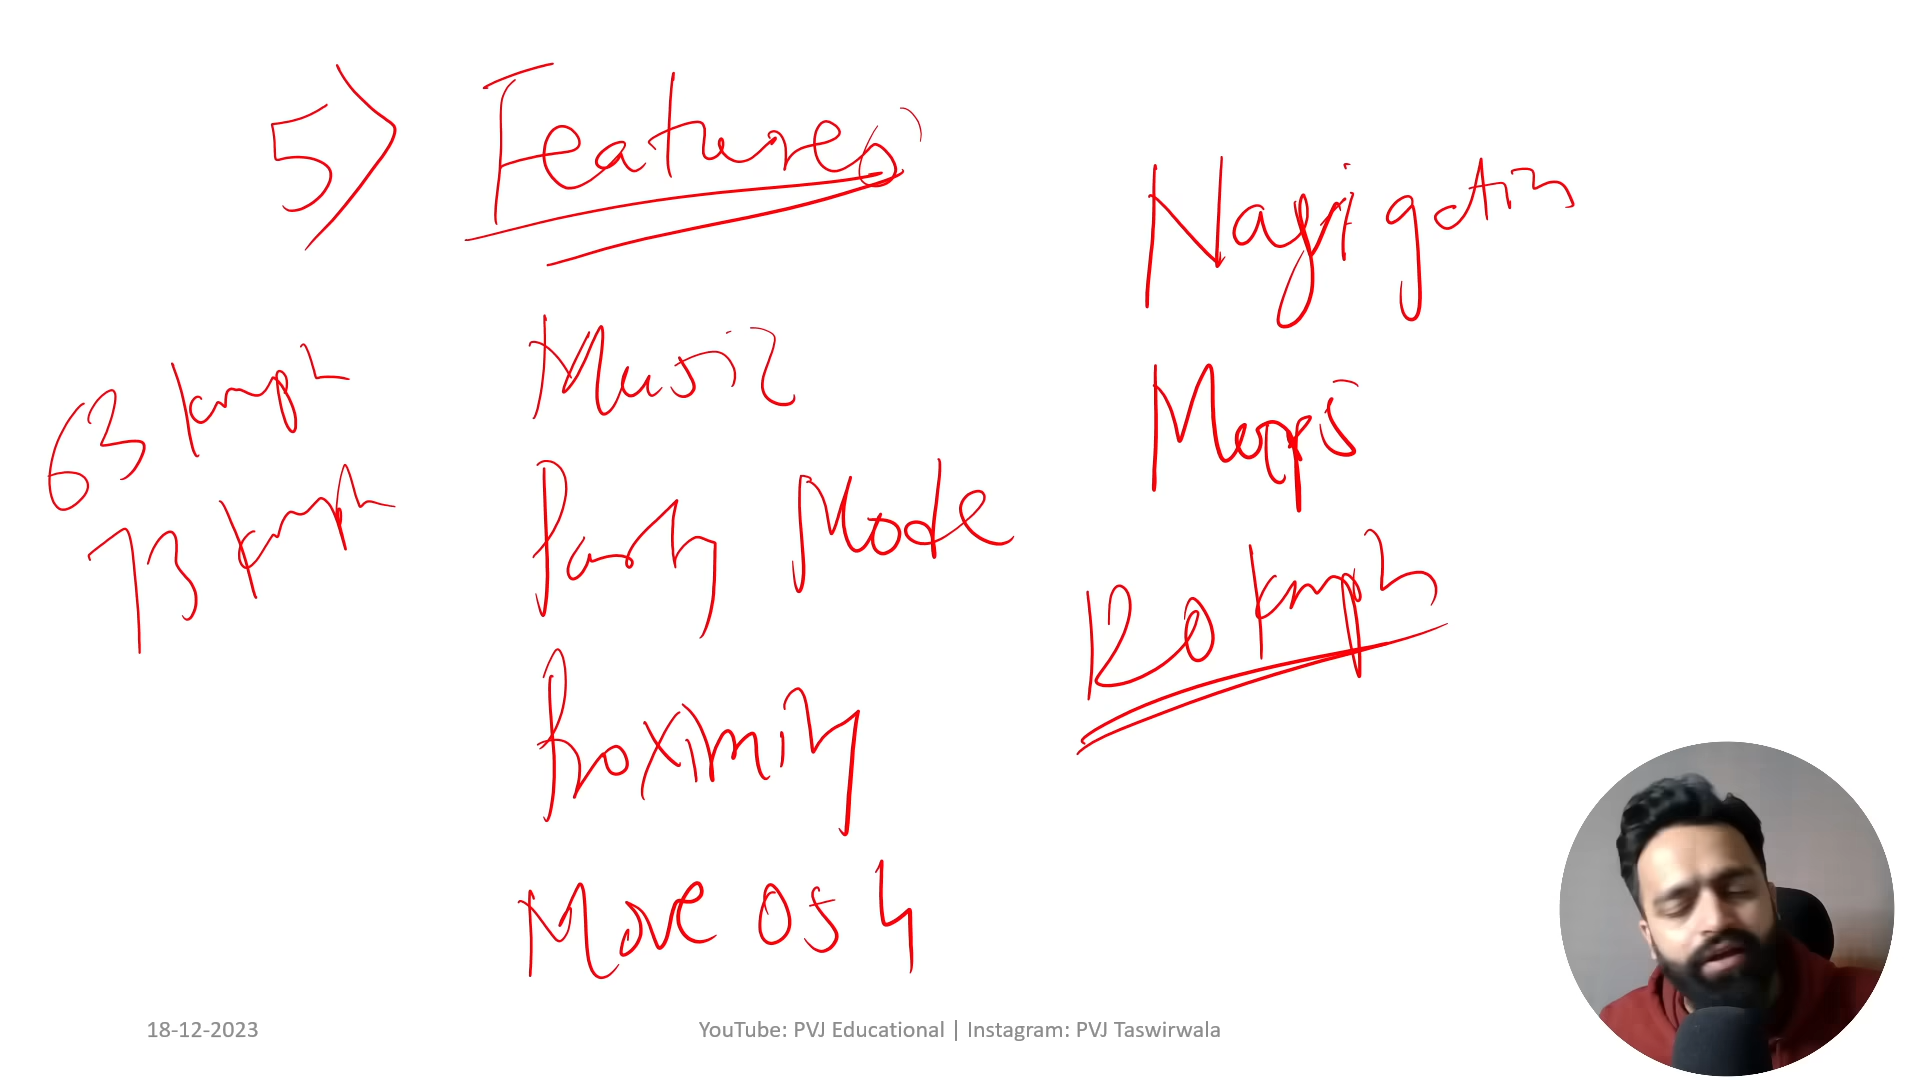 5) Features
63 kmph
73 kmph
Music
Party Mode
Proximity
Move OS 4
Navigation
Maps
120 kmph
18-12-2023
YouTube: PVJ Educational | Instagram: PVJ Taswirwala